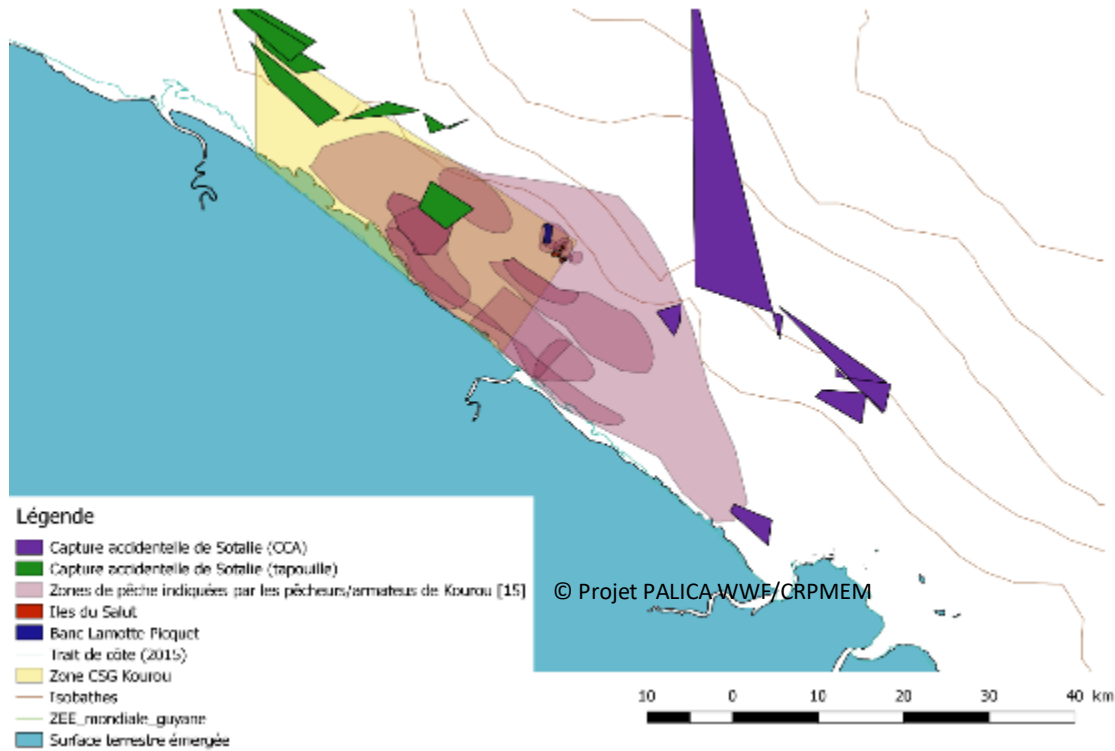 Légende
Capture accidentelle de Sotalie (CCA)
Capture accidentelle de Sotalie (tapouille)
Zones de pêche indiquées par les pêcheurs/armateurs de Kourou [15]
Iles du Salut
Banc Lamotte Picquet
Trait de côte (2015)
Zone CSG Kourou
Isobathes
ZEE_mondiale_guyane
Surface terrestre émergée
© Projet PALICA WWF/CRPMEM
10 0 10 20 30 40 km